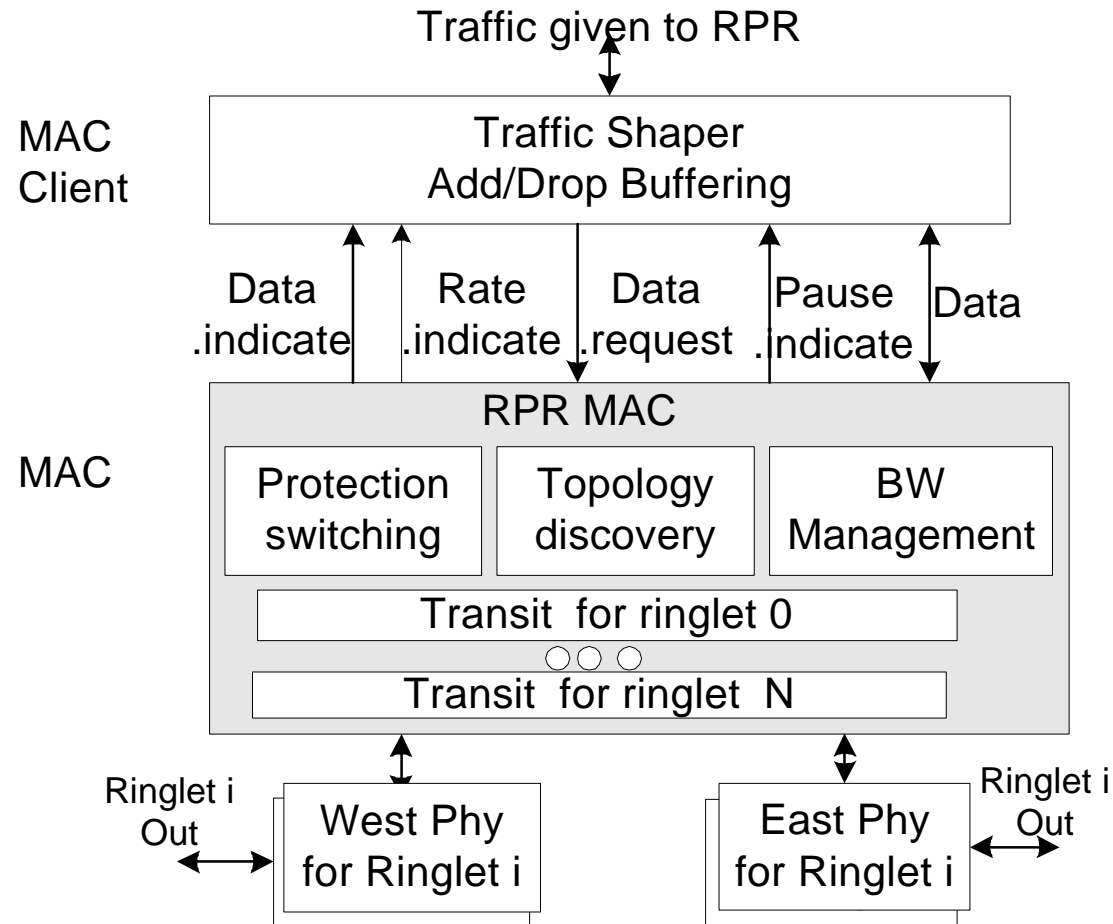 Traffic given to RPR
MAC
Client
Traffic Shaper
Add/Drop Buffering
Data
.indicate
Rate
.indicate
Data
.request
Pause
.indicate
Data
RPR MAC
MAC
Protection
switching
Topology
discovery
BW
Management
Transit for ringlet 0
Transit for ringlet N
Ringlet i
Out
West Phy
for Ringlet i
East Phy
for Ringlet i
Ringlet i
Out